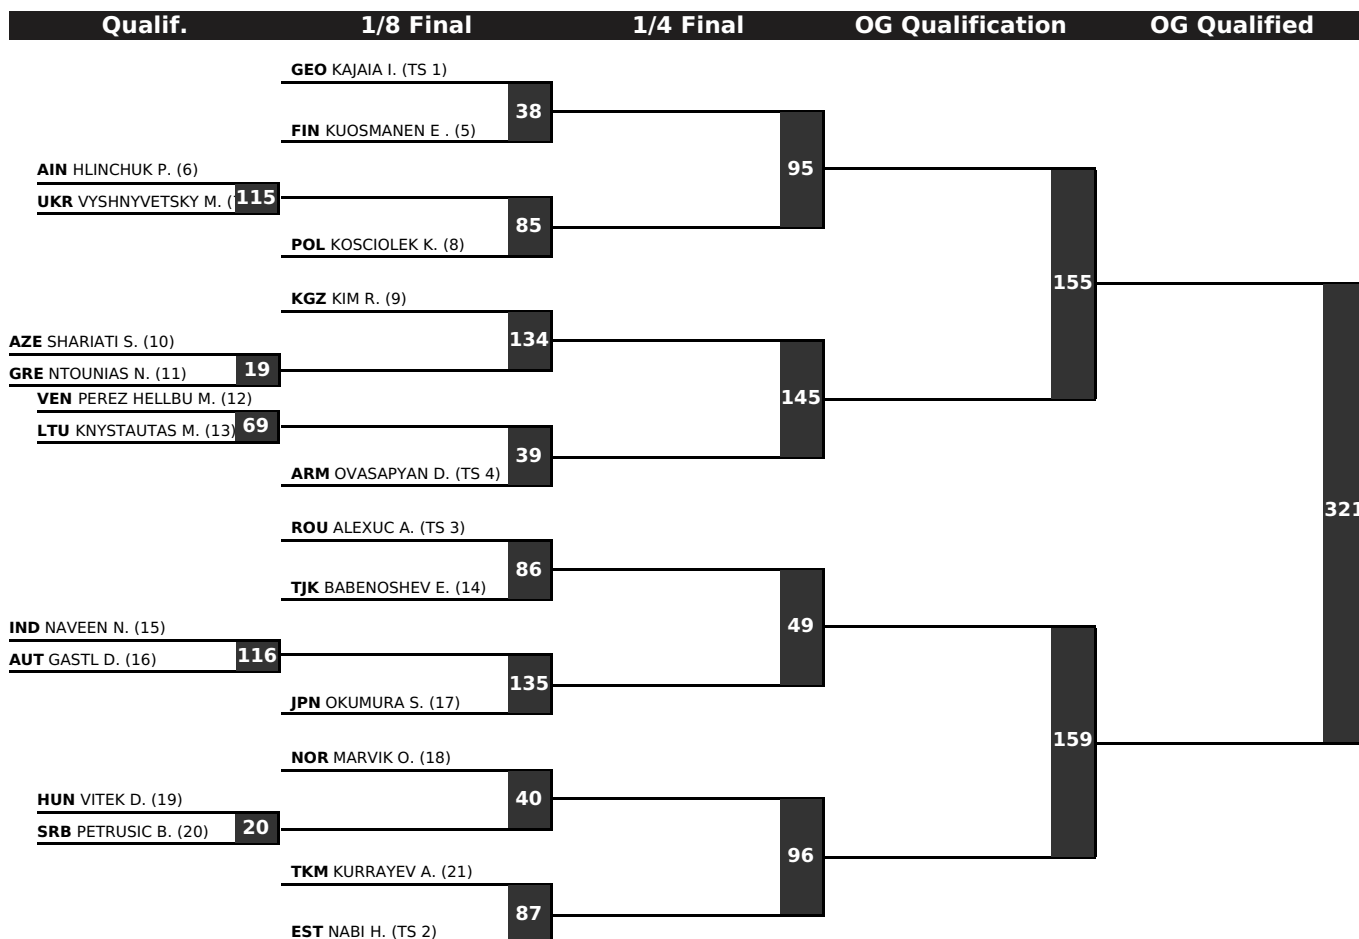 Qualif. 1/8 Final 1/4 Final OG Qualification OG Qualified
GEO KAJAIA I. (TS 1)
38
FIN KUOSMANEN E . (5)
AIN HLINCHUK P. (6)
95
UKR VYSHNYVETSKY M. (
115
85
POL KOSCIOLEK K. (8)
155
KGZ KIM R. (9)
134
AZE SHARIATI S. (10)
GRE NTOUNIAS N. (11)
19
VEN PEREZ HELLBU M. (12)
145
LTU KNYSTAUTAS M. (13)
69
39
ARM OVASAPYAN D. (TS 4)
321
ROU ALEXUC A. (TS 3)
86
TJK BABENOSHEV E. (14)
IND NAVEEN N. (15)
49
AUT GASTL D. (16)
116
135
JPN OKUMURA S. (17)
159
NOR MARVIK O. (18)
40
HUN VITEK D. (19)
SRB PETRUSIC B. (20)
20
96
TKM KURRAYEV A. (21)
87
EST NABI H. (TS 2)